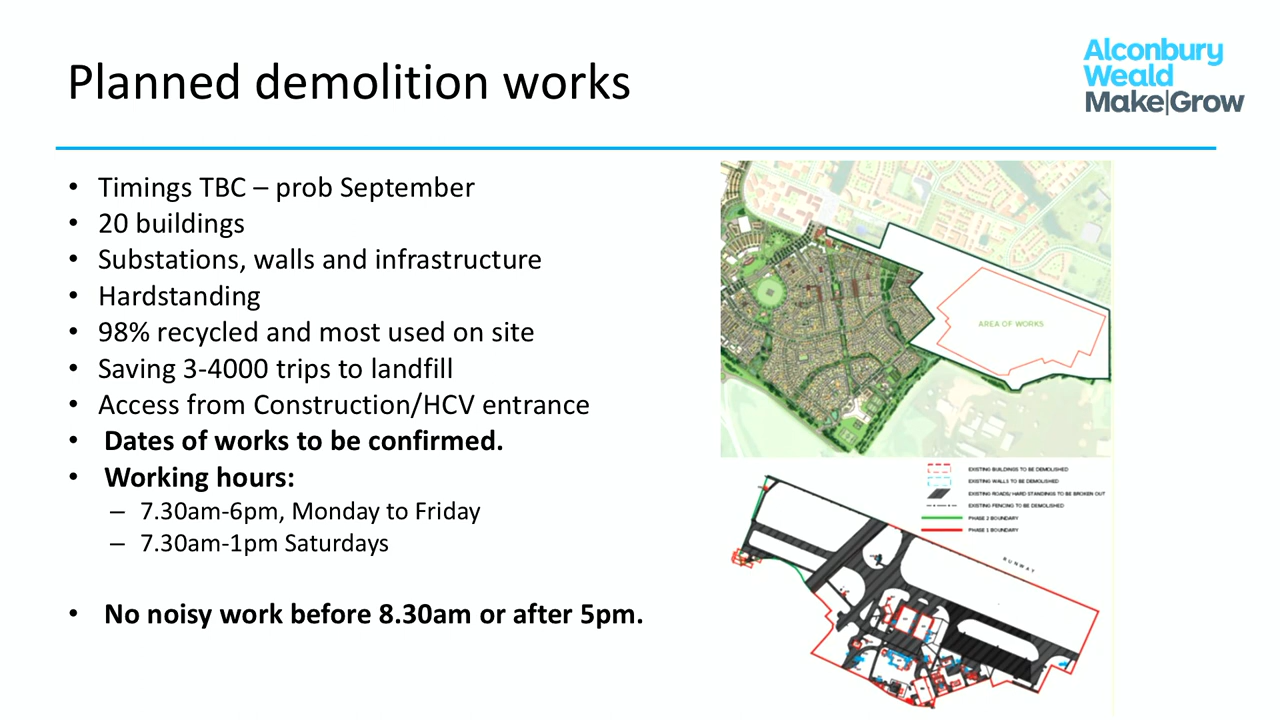 Planned demolition works
Alconbury
Weald
Make|Grow
• Timings TBC – prob September
• 20 buildings
• Substations, walls and infrastructure
• Hardstanding
• 98% recycled and most used on site
• Saving 3-4000 trips to landfill
• Access from Construction/HCV entrance
• Dates of works to be confirmed.
• Working hours:
– 7.30am-6pm, Monday to Friday
– 7.30am-1pm Saturdays
• No noisy work before 8.30am or after 5pm.
AREA OF WORKS
EXISTING BUILDINGS TO BE DEMOLISHED
EXISTING WALLS TO BE DEMOLISHED
EXISTING ROADS/ HARD STANDINGS TO BE BROKEN OUT
EXISTING FENCING TO BE DEMOLISHED
PHASE 2 BOUNDARY
PHASE 1 BOUNDARY
RUNWAY